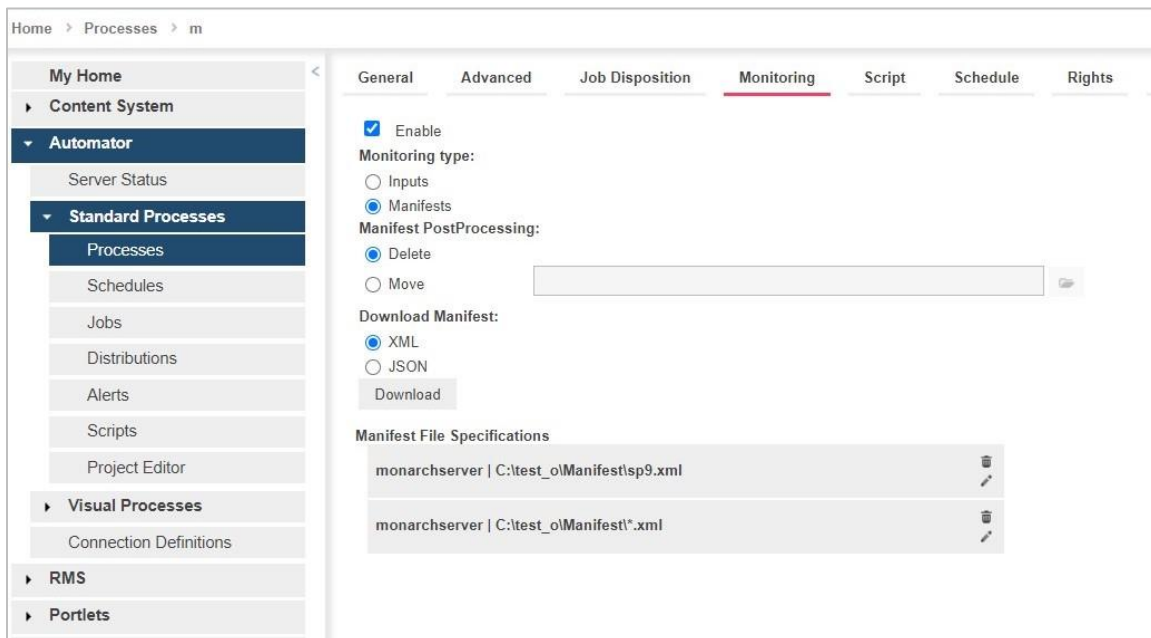 Home > Processes > m
My Home
Content System
Automator
Server Status
Standard Processes
Processes
Schedules
Jobs
Distributions
Alerts
Scripts
Project Editor
Visual Processes
Connection Definitions
RMS
Portlets
General Advanced Job Disposition Monitoring Script Schedule Rights
Enable
Monitoring type:
Inputs
Manifests
Manifest PostProcessing:
Delete
Move
Download Manifest:
XML
JSON
Download
Manifest File Specifications
monarchserver | C:\test_o\Manifest\sp9.xml
monarchserver | C:\test_o\Manifest\*.xml